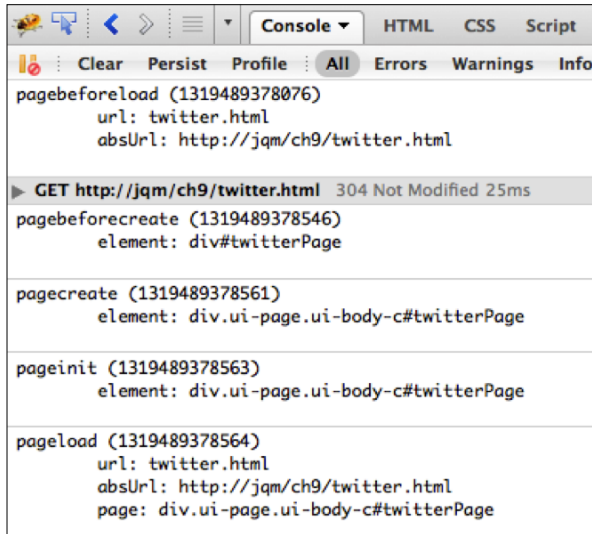 Console HTML CSS Script
Clear Persist Profile All Errors Warnings Info
pagebeforeload (1319489378076)
url: twitter.html
absUrl: http://jqm/ch9/twitter.html
GET http://jqm/ch9/twitter.html 304 Not Modified 25ms
pagebeforecreate (1319489378546)
element: div#twitterPage
pagecreate (1319489378561)
element: div.ui-page.ui-body-c#twitterPage
pageinit (1319489378563)
element: div.ui-page.ui-body-c#twitterPage
pageload (1319489378564)
url: twitter.html
absUrl: http://jqm/ch9/twitter.html
page: div.ui-page.ui-body-c#twitterPage